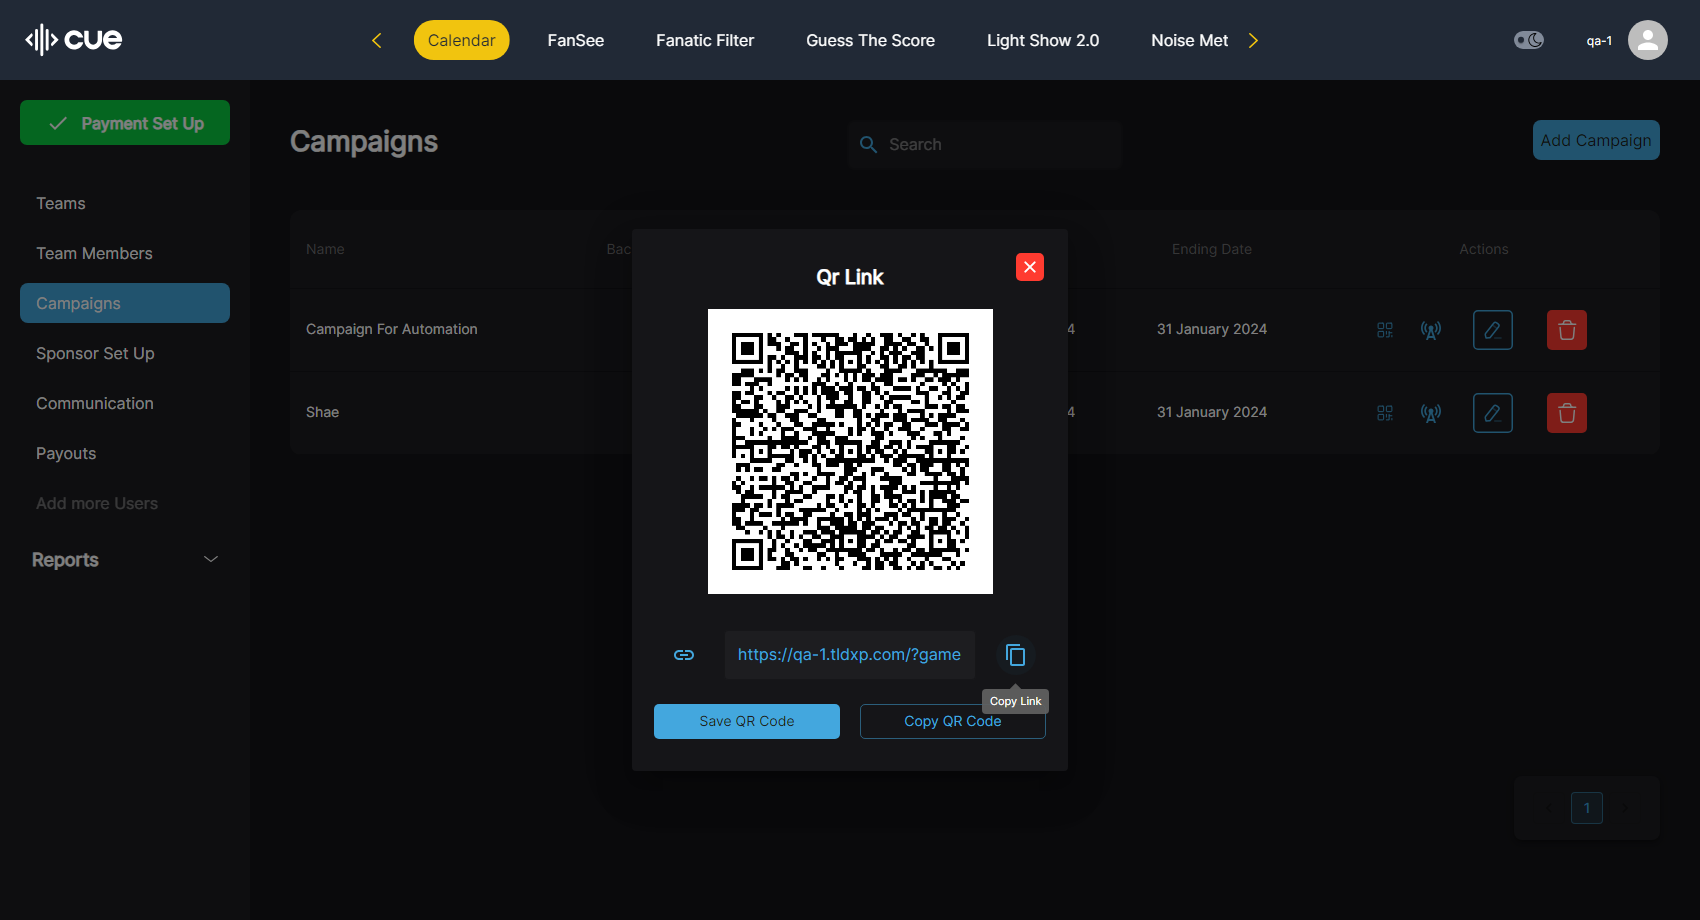 cue
Calendar
FanSee
Fanatic Filter
Guess The Score
Light Show 2.0
Noise Met
qa-1
Payment Set Up
Teams
Team Members
Campaigns
Sponsor Set Up
Communication
Payouts
Add more Users
Reports
Campaigns
Search
Add Campaign
Name
Bac
Ending Date
Actions
Campaign For Automation
4
31 January 2024
Shae
4
31 January 2024
Qr Link
https://qa-1.tldxp.com/?game
Copy Link
Save QR Code
Copy QR Code
1